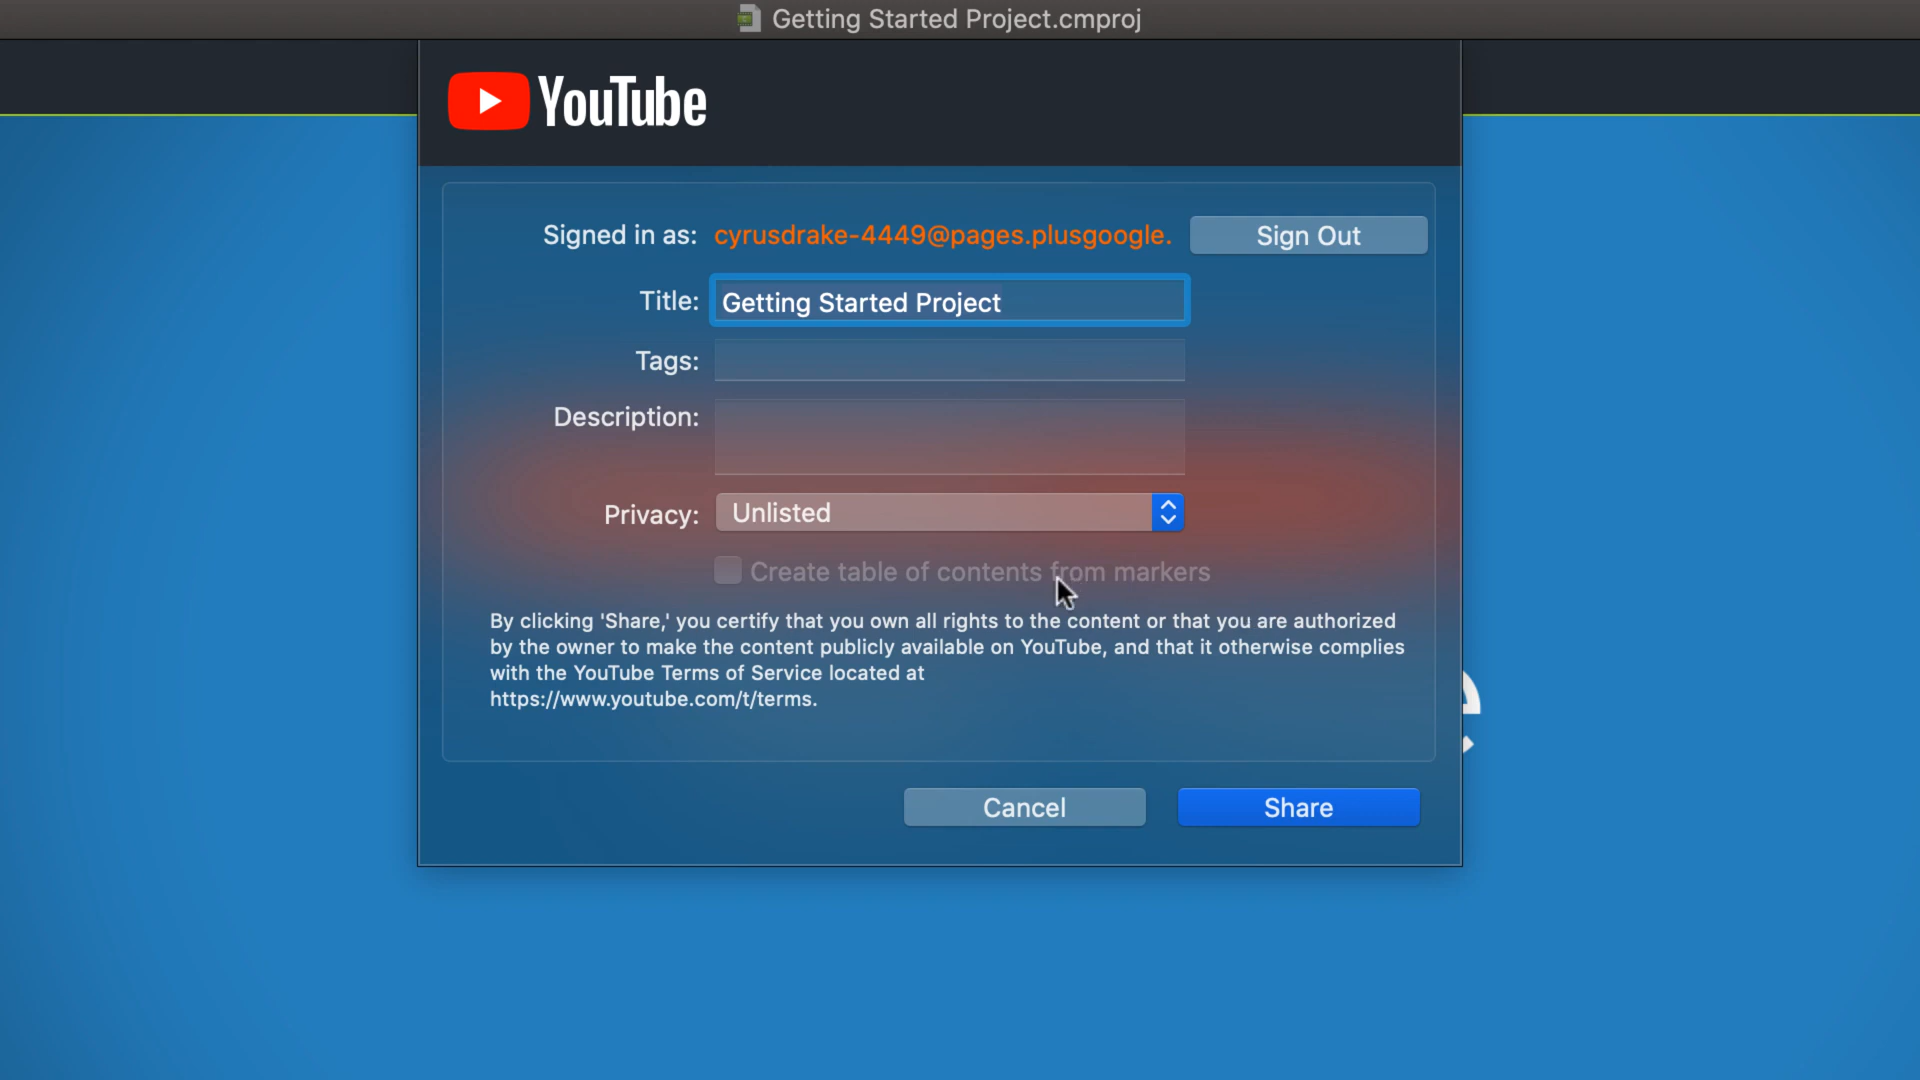 Getting Started Project.cmproj
YouTube
Signed in as: cyrusdrake-4449@pages.plusgoogle. Sign Out
Title: Getting Started Project
Tags:
Description:
Privacy: Unlisted
Create table of contents from markers
By clicking 'Share,' you certify that you own all rights to the content or that you are authorized
by the owner to make the content publicly available on YouTube, and that it otherwise complies
with the YouTube Terms of Service located at
https://www.youtube.com/t/terms.
Cancel Share